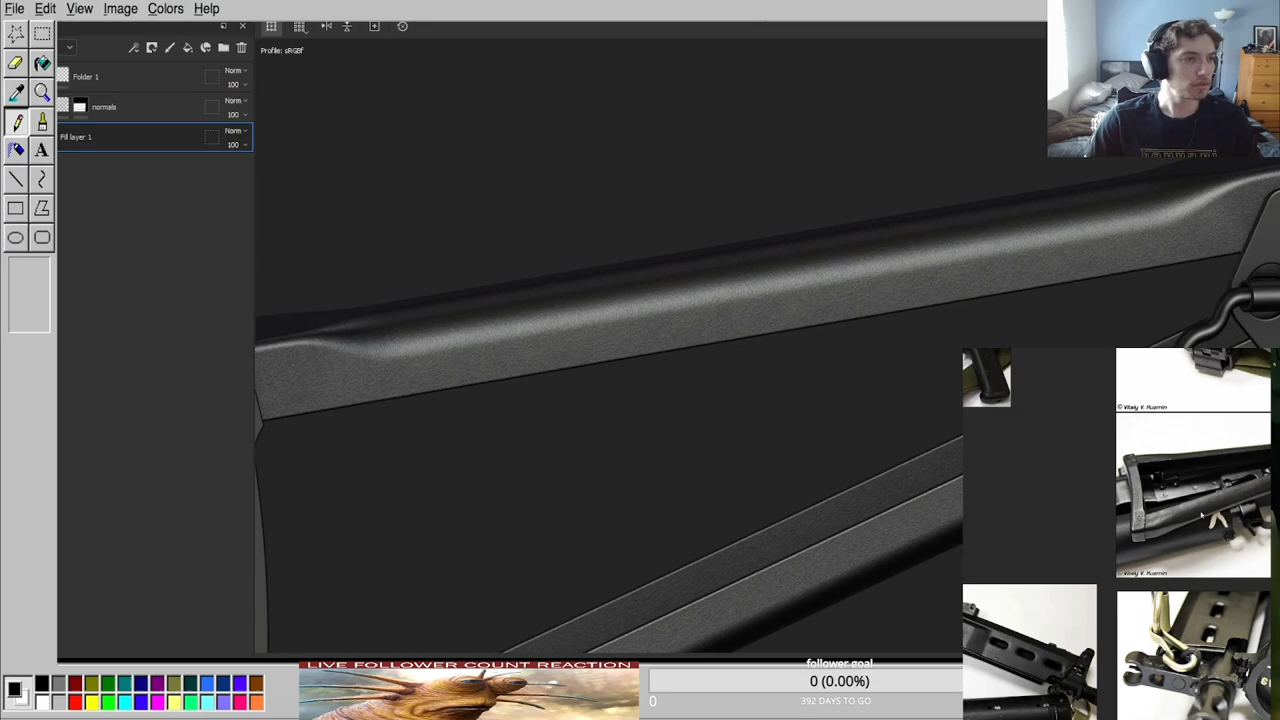 File Edit View Image Colors Help
Profile: sRGBf
Folder 1
Norm
100
normals
Norm
100
Fill layer 1
Norm
100
© Vitaly V. Kuzmin
© Vitaly V. Kuzmin
LIVE FOLLOWER COUNT REACTION
follower goal
0 (0.00%)
0
392 DAYS TO GO